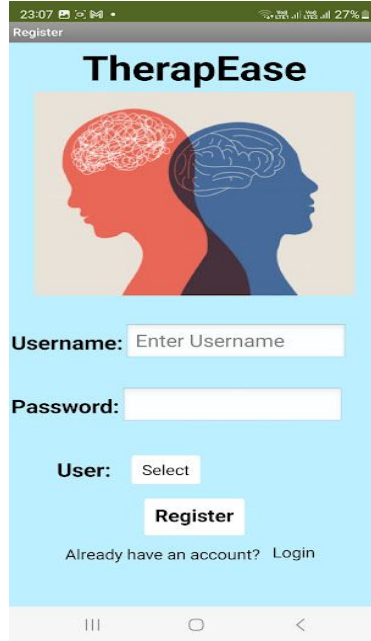 23:07 27%
Register
TherapEase
Username: Enter Username
Password:
User: Select
Register
Already have an account? Login